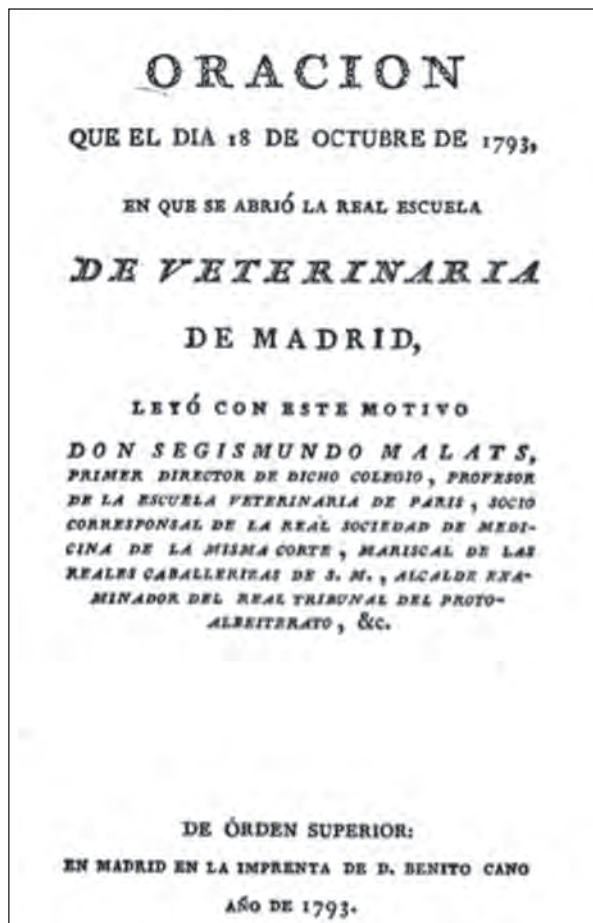 ORACION
QUE EL DIA 18 DE OCTUBRE DE 1793,
EN QUE SE ABRIÓ LA REAL ESCUELA
DE VETERINARIA
DE MADRID,
LEYÓ CON ESTE MOTIVO
DON SEGISMUNDO MALATS,
PRIMER DIRECTOR DE DICHO COLEGIO, PROFESOR
DE LA ESCUELA VETERINARIA DE PARIS, SOCIO
CORRESPONSAL DE LA REAL SOCIEDAD DE MEDI-
CINA DE LA MISMA CORTE, MARISCAL DE LAS
REALES CABALLERIZAS DE S. M., ALCALDE EXA-
MINADOR DEL REAL TRIBUNAL DEL PROTO-
ALBEITERATO, &c.
DE ÓRDEN SUPERIOR:
EN MADRID EN LA IMPRENTA DE D. BENITO CANO
AÑO DE 1793.